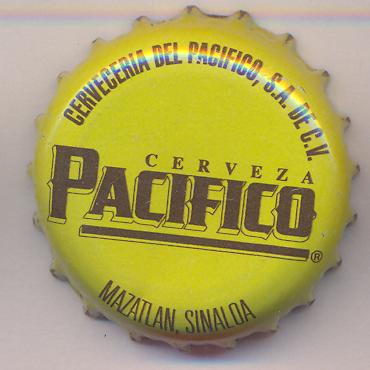 CERVECERIA DEL PACIFICO, S.A. DE C.V.
CERVEZA
PACIFICO
®
MAZATLAN, SINALOA